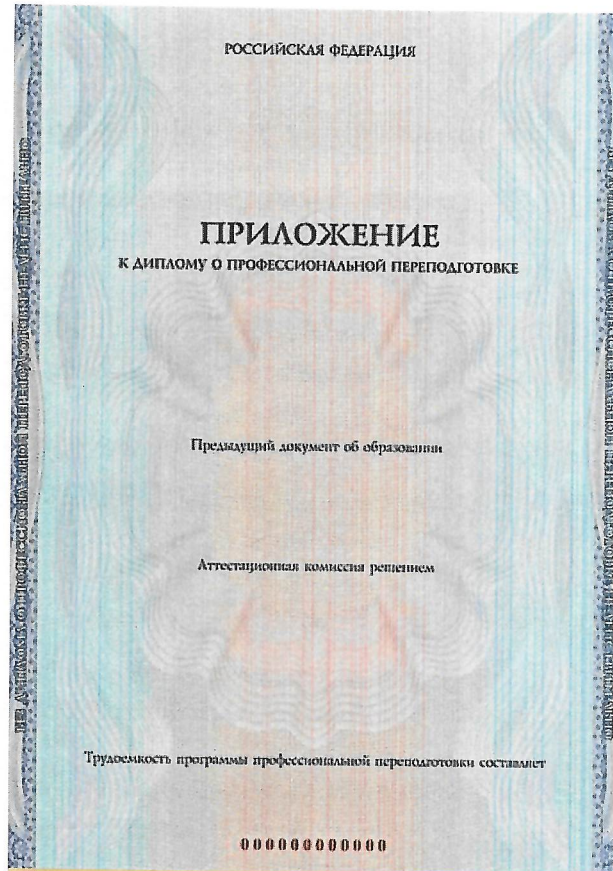 РОССИЙСКАЯ ФЕДЕРАЦИЯ
ПРИЛОЖЕНИЕ
К ДИПЛОМУ О ПРОФЕССИОНАЛЬНОЙ ПЕРЕПОДГОТОВКЕ
Предыдущий документ об образовании
Аттестационная комиссия решением
Трудоемкость программы профессиональной переподготовки составляет
000000000000